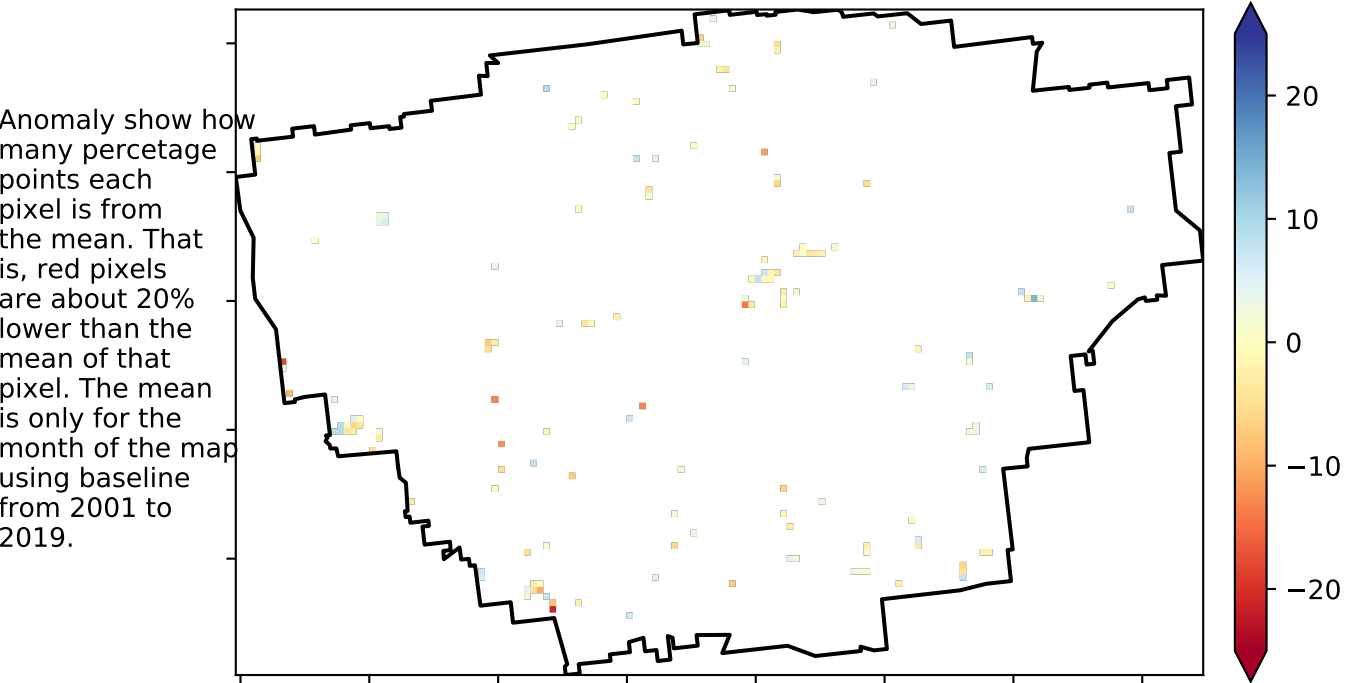 Anomaly show how
many percetage
points each
pixel is from
the mean. That
is, red pixels
are about 20%
lower than the
mean of that
pixel. The mean
is only for the
month of the map
using baseline
from 2001 to
2019.
20
10
0
−10
−20